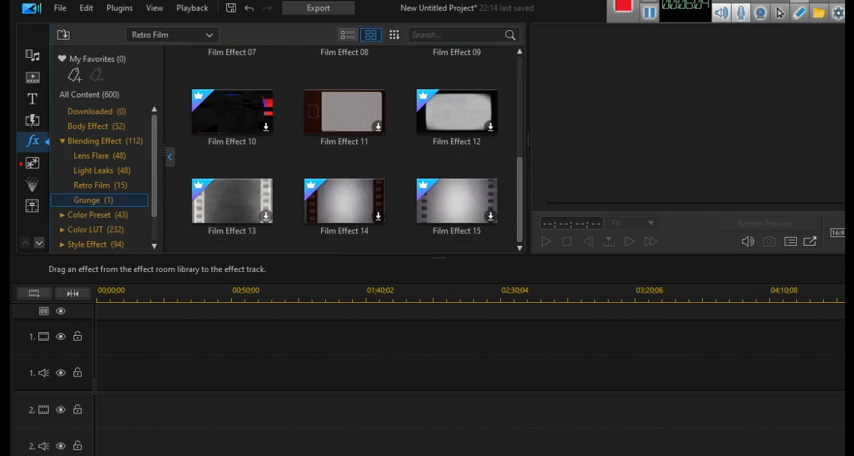 File Edit Plugins View Playback Export New Untitled Project* 22:14 last saved
Retro Film Search...
My Favorites (0)
All Content (600)
Downloaded (0)
Body Effect (52)
Blending Effect (112)
Lens Flare (48)
Light Leaks (48)
Retro Film (15)
Grunge (1)
Color Preset (43)
Color LUT (232)
Style Effect (94)
Film Effect 07 Film Effect 08 Film Effect 09
Film Effect 10 Film Effect 11 Film Effect 12
Film Effect 13 Film Effect 14 Film Effect 15
--;--;--;-- Fit Render Preview
16:9
Drag an effect from the effect room library to the effect track.
00;00;00 00;50;00 01;40;02 02;30;04 03;20;06 04;10;08
1.
1.
2.
2.